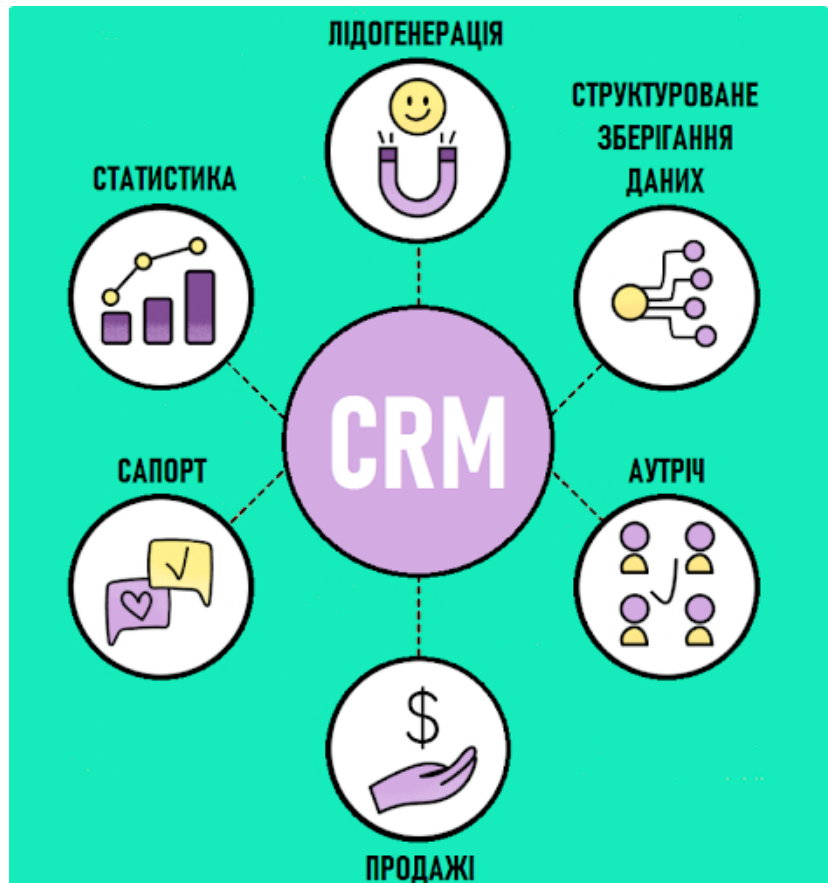 ЛІДОГЕНЕРАЦІЯ
СТРУКТУРОВАНЕ
ЗБЕРІГАННЯ
ДАНИХ
СТАТИСТИКА
CRM
САПОРТ
АУТРІЧ
$
ПРОДАЖІ